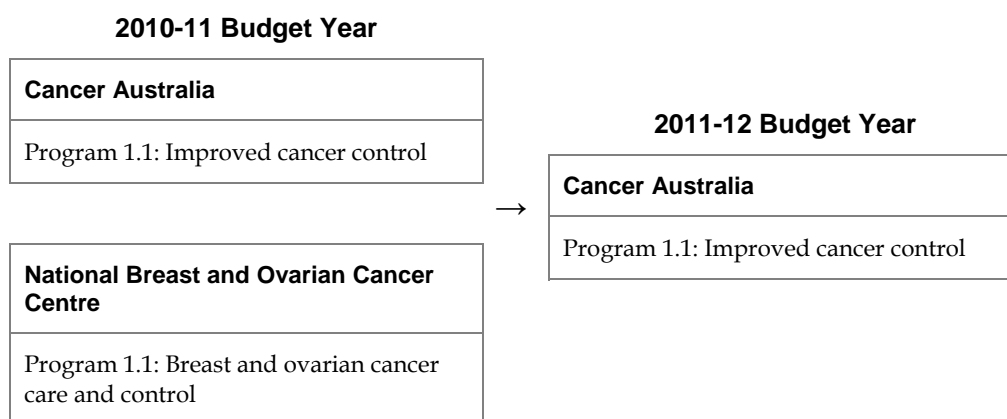 2010-11 Budget Year
Cancer Australia
Program 1.1: Improved cancer control
National Breast and Ovarian Cancer
Centre
Program 1.1: Breast and ovarian cancer
care and control
→
2011-12 Budget Year
Cancer Australia
Program 1.1: Improved cancer control